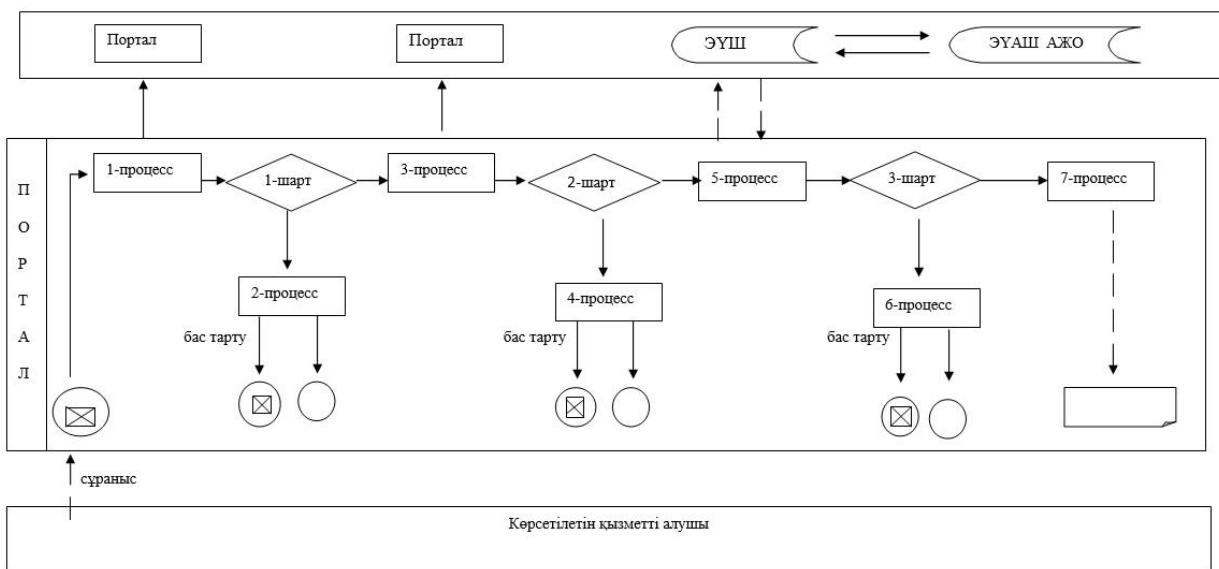 Портал
Портал
ЭҮШ
ЭҮАШ АЖО
ПОРТАЛ
1-процесс
1-шарт
3-процесс
2-шарт
5-процесс
3-шарт
7-процесс
2-процесс
4-процесс
6-процесс
бас тарту
бас тарту
бас тарту
сұраныс
Көрсетілетін қызметті алушы